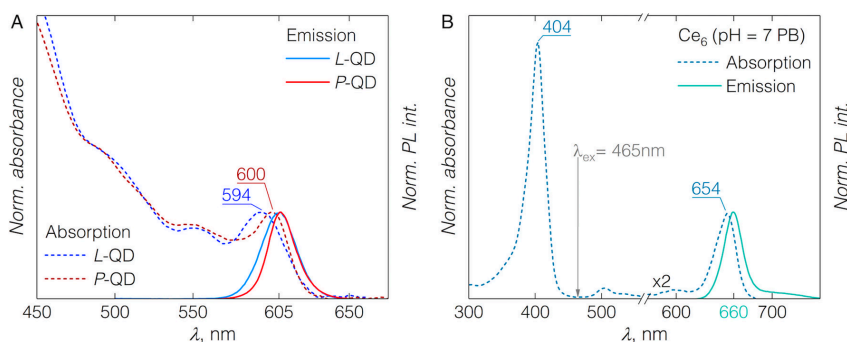 A
Norm. absorbance
Norm. PL int.
Emission
L-QD
P-QD
600
594
Absorption
L-QD
P-QD
450
500
550
605
650
λ, nm
B
Norm. absorbance
Norm. PL int.
404
Ce₆ (pH = 7 PB)
Absorption
Emission
λex= 465nm
654
x2
300
400
500
600
660
700
λ, nm